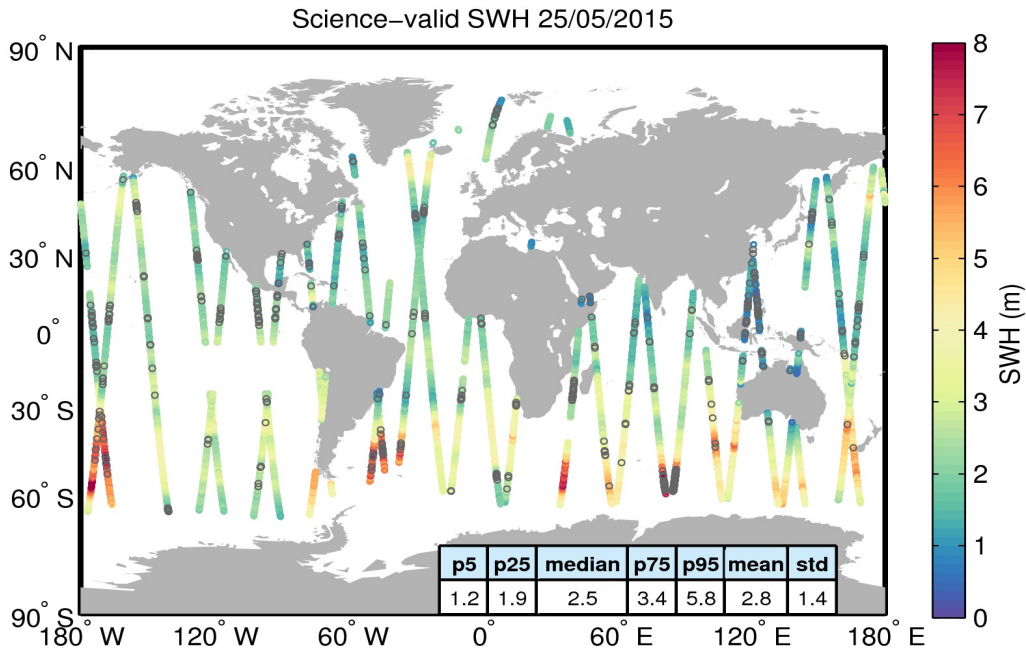 Science−valid SWH 25/05/2015
90° N
60° N
30° N
0°
30° S
60° S
90° S
180° W
120° W
60° W
0°
60° E
120° E
180° E
p5 p25 median p75 p95 mean std
1.2 1.9 2.5 3.4 5.8 2.8 1.4
8
7
6
5
4
3
2
1
0
SWH (m)